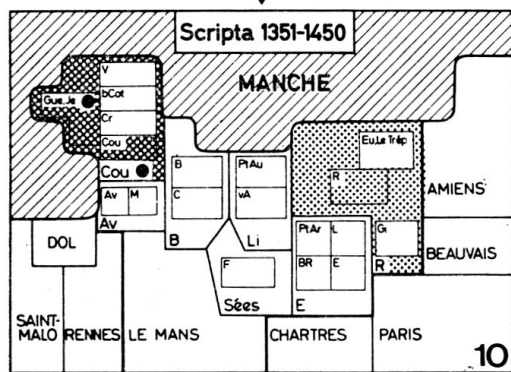 Scripta 1351-1450
MANCHE
V
Gue,Je
bCot
Cr
Cou
Cou
Av M
Av
B
C
B
PtAu
vA
Li
Eu,Le Trép
R
PtAr L
BR E
E
Gi
R
F
Sées
AMIENS
BEAUVAIS
DOL
SAINT-
MALO
RENNES
LE MANS
CHARTRES
PARIS
10